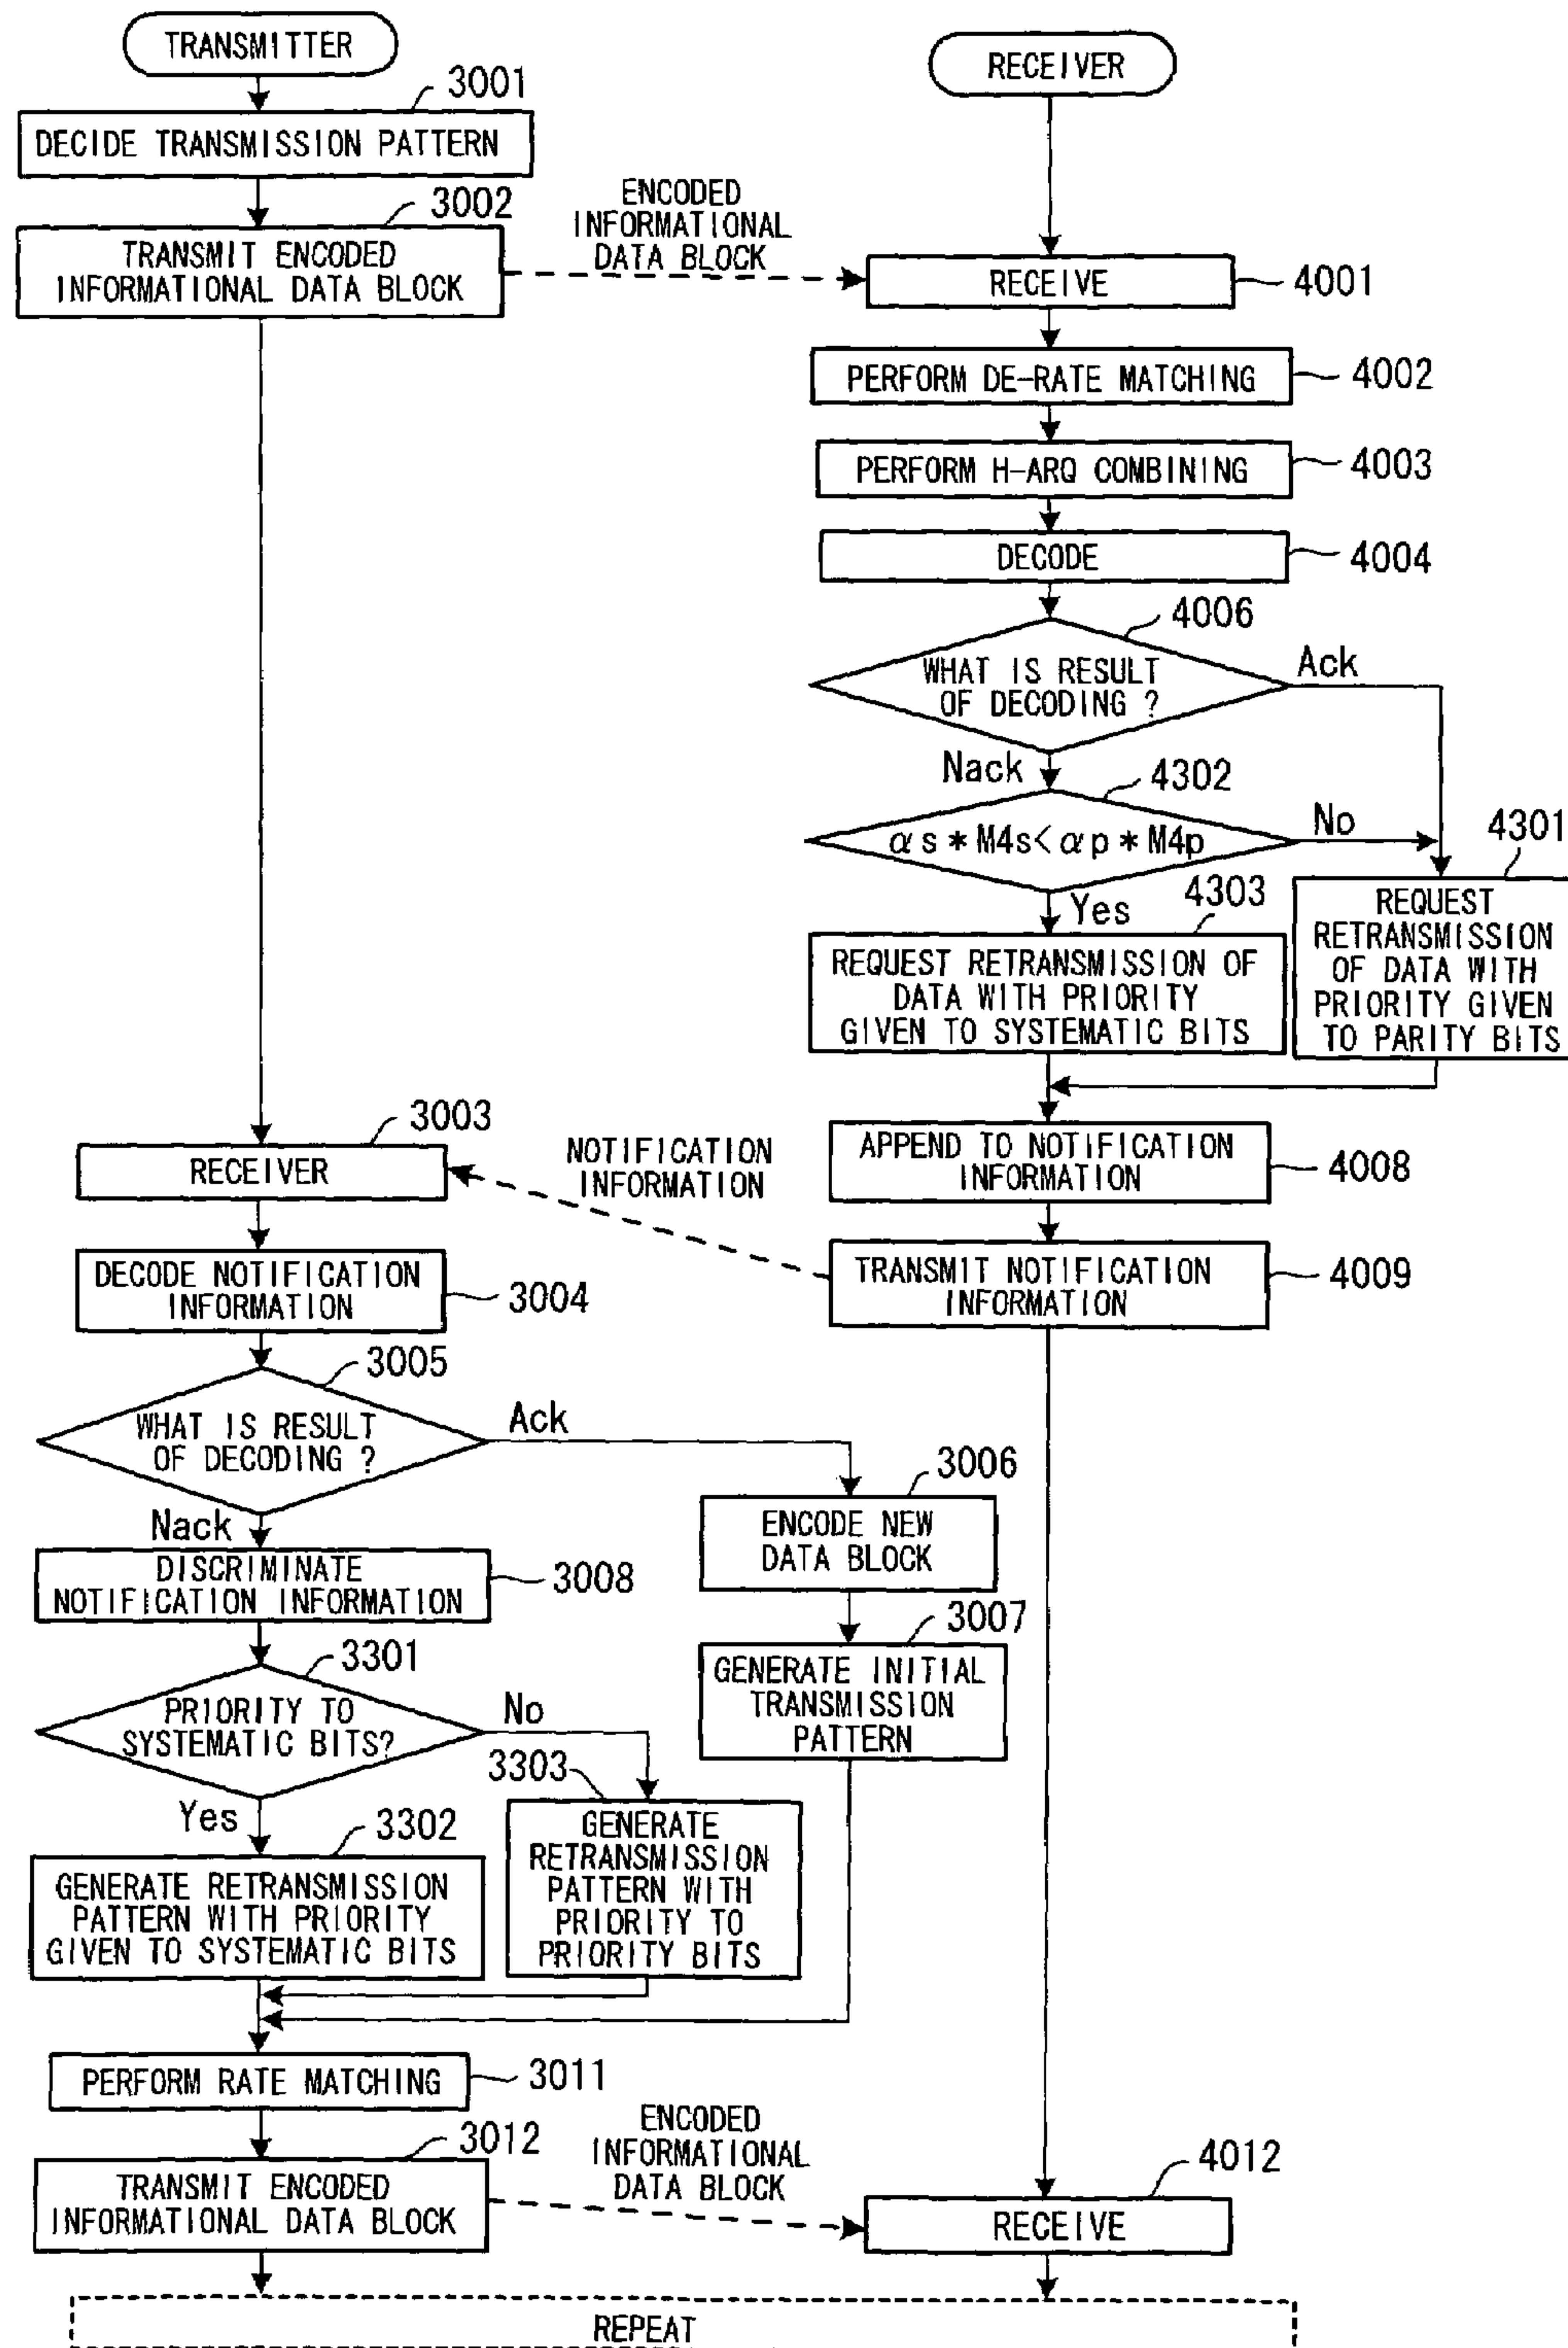 TRANSMITTER
3001
DECIDE TRANSMISSION PATTERN
3002
TRANSMIT ENCODED
INFORMATIONAL DATA BLOCK
ENCODED
INFORMATIONAL
DATA BLOCK
RECEIVER
RECEIVE
4001
PERFORM DE-RATE MATCHING
4002
PERFORM H-ARQ COMBINING
4003
DECODE
4004
4006
WHAT IS RESULT
OF DECODING ?
Ack
Nack
4302
αs*M4s<αp*M4p
No
4301
Yes
4303
REQUEST RETRANSMISSION OF
DATA WITH PRIORITY
GIVEN TO SYSTEMATIC BITS
REQUEST
RETRANSMISSION
OF DATA WITH
PRIORITY GIVEN
TO PARITY BITS
APPEND TO NOTIFICATION
INFORMATION
4008
TRANSMIT NOTIFICATION
INFORMATION
4009
NOTIFICATION
INFORMATION
3003
RECEIVER
DECODE NOTIFICATION
INFORMATION
3004
3005
WHAT IS RESULT
OF DECODING ?
Ack
3006
ENCODE NEW
DATA BLOCK
3007
GENERATE INITIAL
TRANSMISSION
PATTERN
Nack
DISCRIMINATE
NOTIFICATION INFORMATION
3008
3301
PRIORITY TO
SYSTEMATIC BITS?
No
3303
GENERATE
RETRANSMISSION
PATTERN WITH
PRIORITY TO
PRIORITY BITS
Yes
3302
GENERATE RETRANSMISSION
PATTERN WITH PRIORITY
GIVEN TO SYSTEMATIC BITS
PERFORM RATE MATCHING
3011
3012
TRANSMIT ENCODED
INFORMATIONAL DATA BLOCK
ENCODED
INFORMATIONAL
DATA BLOCK
4012
RECEIVE
REPEAT